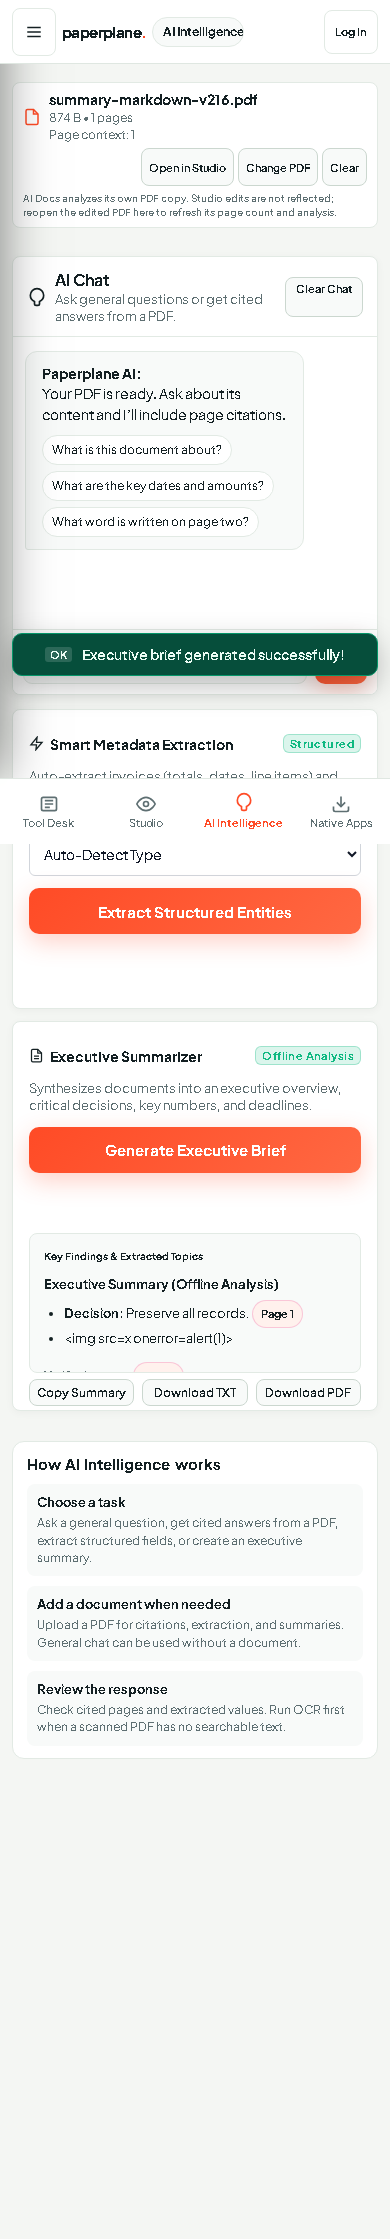 paperplane.
AI Intelligence
Log In
summary-markdown-v216.pdf
874 B • 1 pages
Page context: 1
Open in Studio
Change PDF
Clear
AI Docs analyzes its own PDF copy. Studio edits are not reflected;
reopen the edited PDF here to refresh its page count and analysis.
AI Chat
Ask general questions or get cited
answers from a PDF.
Clear Chat
Paperplane AI:
Your PDF is ready. Ask about its
content and I'll include page citations.
What is this document about?
What are the key dates and amounts?
What word is written on page two?
OK Executive brief generated successfully!
Smart Metadata Extraction
Structured
Auto-extract invoices (totals, dates, line items) and
Tool Desk
Studio
AI Intelligence
Native Apps
Auto-Detect Type
Extract Structured Entities
Executive Summarizer
Offline Analysis
Synthesizes documents into an executive overview,
critical decisions, key numbers, and deadlines.
Generate Executive Brief
Key Findings & Extracted Topics
Executive Summary (Offline Analysis)
• Decision: Preserve all records. Page 1
• <img src=x onerror=alert(1)>
Copy Summary
Download TXT
Download PDF
How AI Intelligence works
Choose a task
Ask a general question, get cited answers from a PDF,
extract structured fields, or create an executive
summary.
Add a document when needed
Upload a PDF for citations, extraction, and summaries.
General chat can be used without a document.
Review the response
Check cited pages and extracted values. Run OCR first
when a scanned PDF has no searchable text.